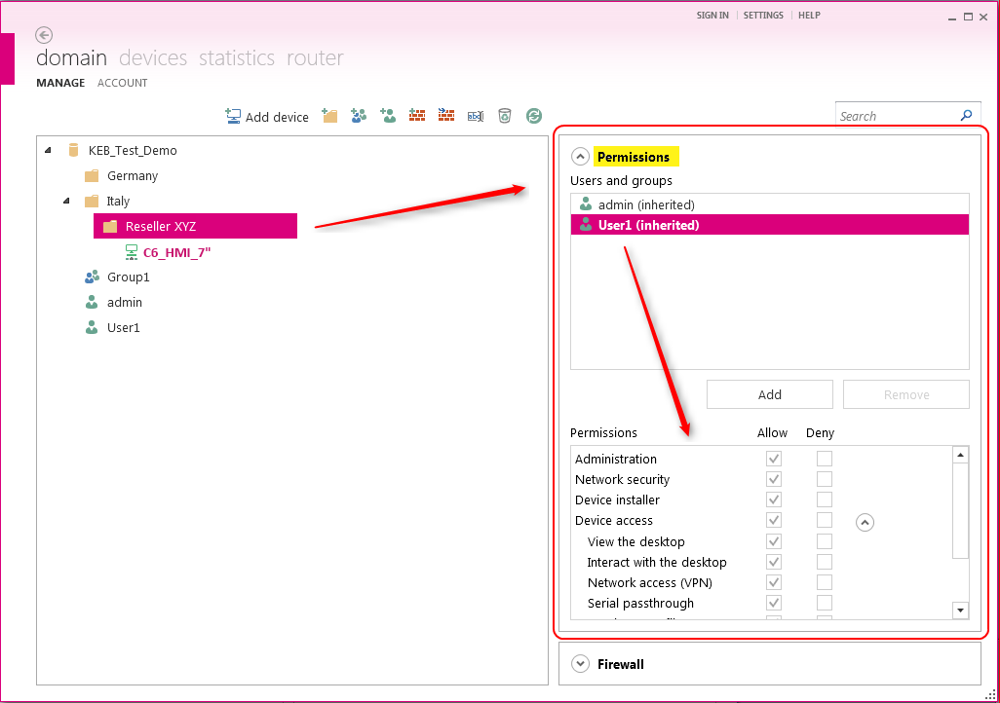 SIGN IN SETTINGS HELP
domain devices statistics router
MANAGE ACCOUNT
Add device
Search
KEB_Test_Demo
Germany
Italy
Reseller XYZ
C6_HMI_7"
Group1
admin
User1
Permissions
Users and groups
admin (inherited)
User1 (inherited)
Add Remove
Permissions Allow Deny
Administration
Network security
Device installer
Device access
View the desktop
Interact with the desktop
Network access (VPN)
Serial passthrough
Firewall